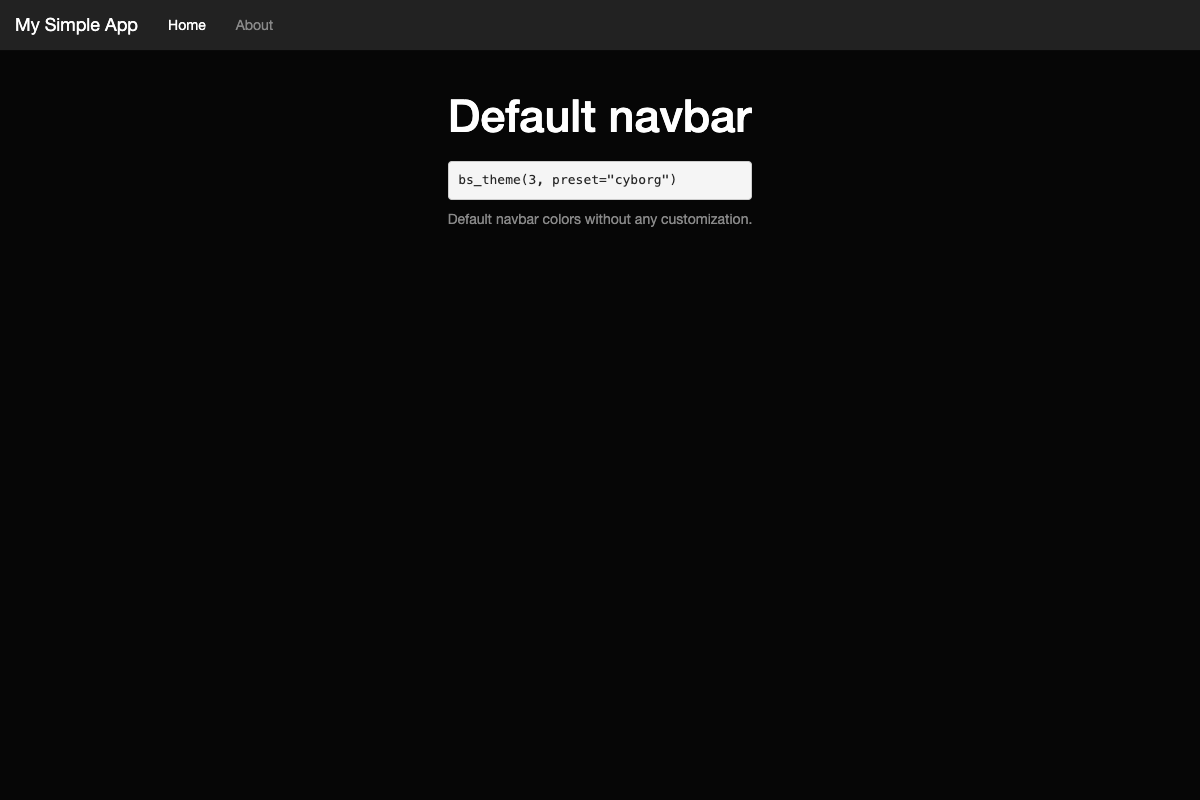 My Simple App Home About
Default navbar
bs_theme(3, preset="cyborg")
Default navbar colors without any customization.